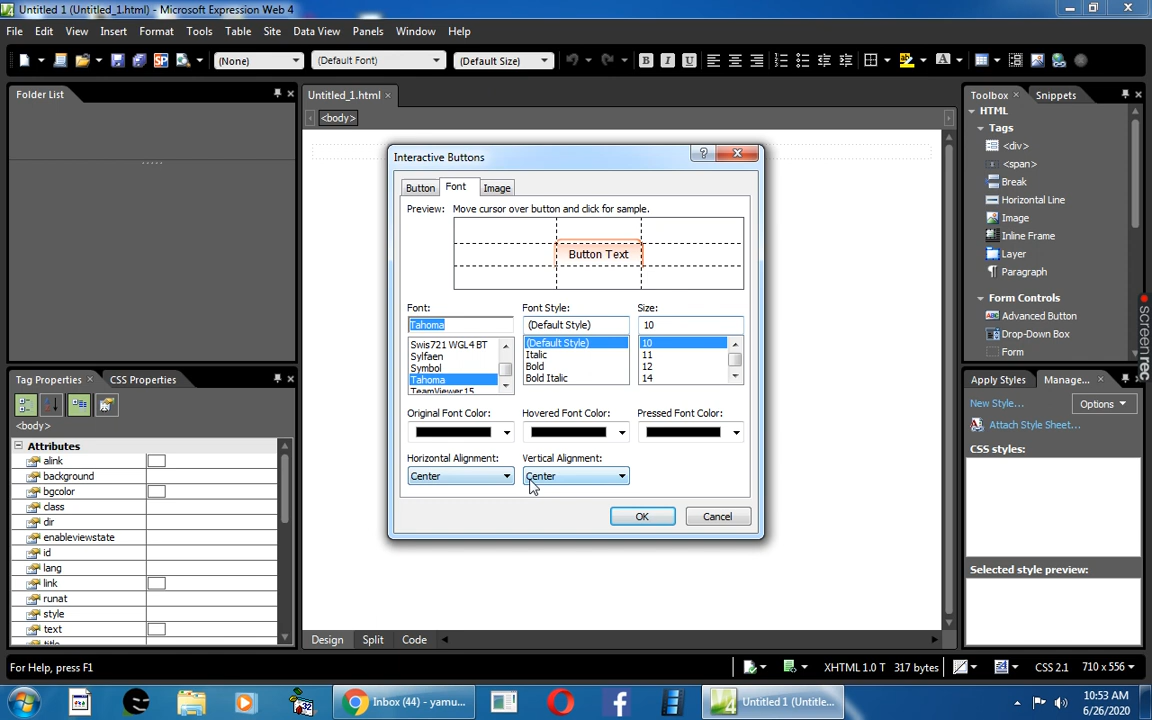 Untitled 1 (Untitled_1.html) - Microsoft Expression Web 4
File Edit View Insert Format Tools Table Site Data View Panels Window Help
(None) (Default Font) (Default Size) B I U A
Folder List
Untitled_1.html
<body>
Toolbox Snippets
HTML
Tags
<div>
<span>
Break
Horizontal Line
Image
Inline Frame
Layer
Paragraph
Form Controls
Advanced Button
Drop-Down Box
Form
screenrec
Interactive Buttons
Button Font Image
Preview: Move cursor over button and click for sample.
Button Text
Font: Font Style: Size:
Tahoma (Default Style) 10
Swis721 WGL4 BT (Default Style) 10
Sylfaen Italic 11
Symbol Bold 12
Tahoma Bold Italic 14
TeamViewer15
Original Font Color: Hovered Font Color: Pressed Font Color:
Horizontal Alignment: Vertical Alignment:
Center Center
OK Cancel
Tag Properties CSS Properties
<body>
Attributes
alink
background
bgcolor
class
dir
enableviewstate
id
lang
link
runat
style
text
title
Apply Styles Manage...
New Style... Options
Attach Style Sheet...
CSS styles:
Selected style preview:
Design Split Code
For Help, press F1 XHTML 1.0 T 317 bytes CSS 2.1 710 x 556
Inbox (44) - yamu... Untitled 1 (Untitle...
10:53 AM
6/26/2020